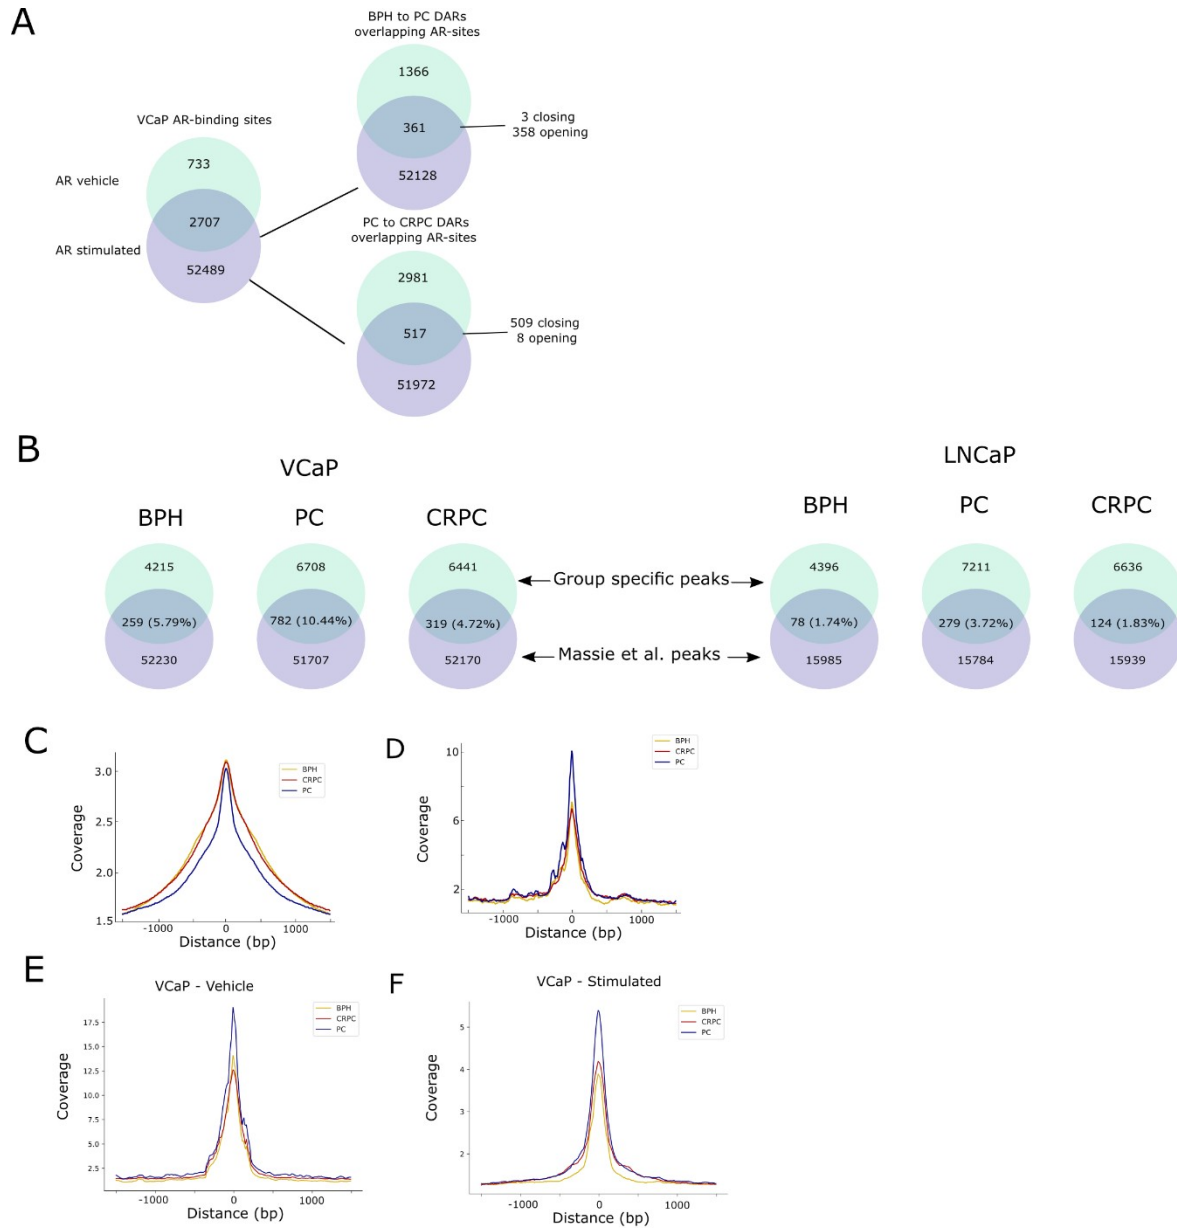 A
BPH to PC DARs
overlapping AR-sites
1366
361
52128
3 closing
358 opening
VCaP AR-binding sites
733
AR vehicle
2707
AR stimulated
52489
PC to CRPC DARs
overlapping AR-sites
2981
517
51972
509 closing
8 opening
B
VCaP
LNCaP
BPH
PC
CRPC
BPH
PC
CRPC
4215
6708
6441
Group specific peaks
4396
7211
6636
259 (5.79%)
782 (10.44%)
319 (4.72%)
78 (1.74%)
279 (3.72%)
124 (1.83%)
52230
51707
52170
Massie et al. peaks
15985
15784
15939
C
3.0
2.5
2.0
1.5
Coverage
-1000
0
1000
Distance (bp)
BPH
CRPC
PC
D
10
6
2
Coverage
-1000
0
1000
Distance (bp)
BPH
CRPC
PC
E
VCaP - Vehicle
17.5
15.0
12.5
10.0
7.5
5.0
2.5
Coverage
-1000
0
1000
Distance (bp)
BPH
CRPC
PC
F
VCaP - Stimulated
5
4
3
2
Coverage
-1000
0
1000
Distance (bp)
BPH
CRPC
PC